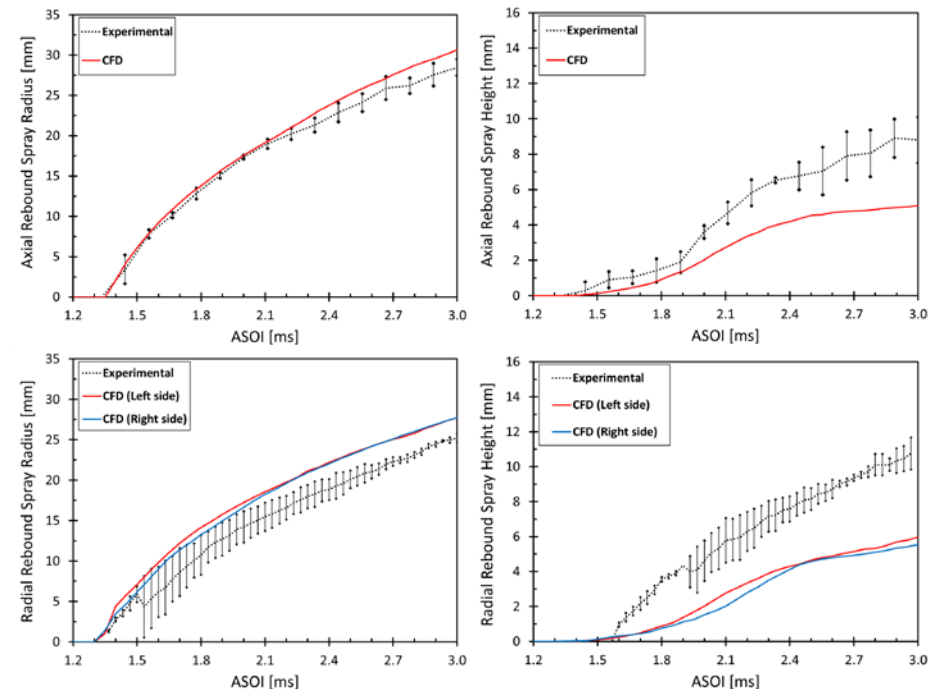 Axial Rebound Spray Radius [mm]
35
30
25
20
15
10
5
0
Experimental
CFD
1.2 1.5 1.8 2.1 2.4 2.7 3.0
ASOI [ms]
Axial Rebound Spray Height [mm]
16
14
12
10
8
6
4
2
0
Experimental
CFD
1.2 1.5 1.8 2.1 2.4 2.7 3.0
ASOI [ms]
Radial Rebound Spray Radius [mm]
35
30
25
20
15
10
5
0
Experimental
CFD (Left side)
CFD (Right side)
1.2 1.5 1.8 2.1 2.4 2.7 3.0
ASOI [ms]
Radial Rebound Spray Height [mm]
16
14
12
10
8
6
4
2
0
Experimental
CFD (Left side)
CFD (Right side)
1.2 1.5 1.8 2.1 2.4 2.7 3.0
ASOI [ms]